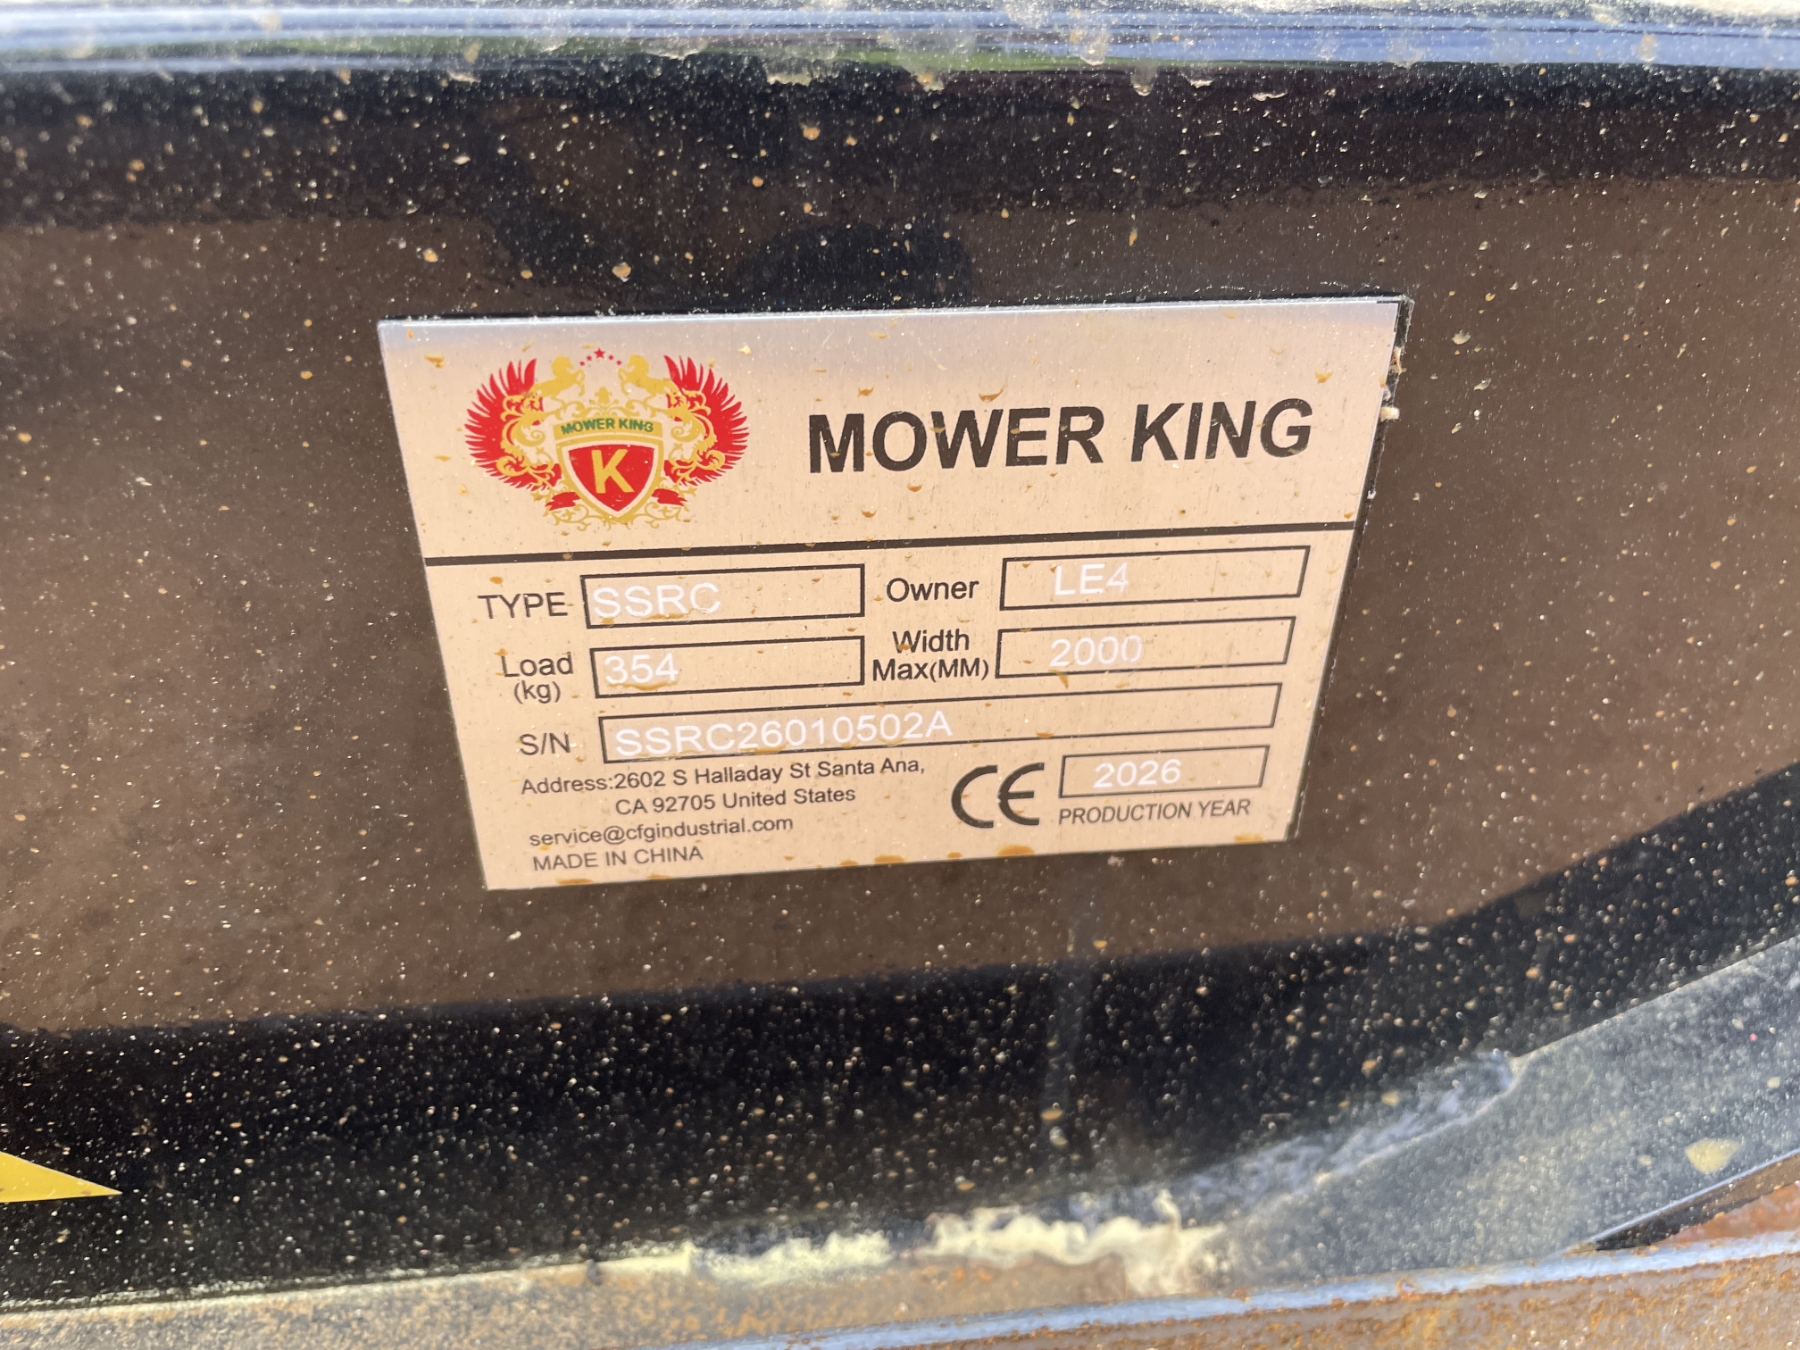 MOWER KING
K
MOWER KING
TYPE SSRC Owner LE4
Load (kg) 354 Width Max(MM) 2000
S/N SSRC26010502A
Address:2602 S Halladay St Santa Ana,
CA 92705 United States
service@cfgindustrial.com
MADE IN CHINA
CE 2026
PRODUCTION YEAR